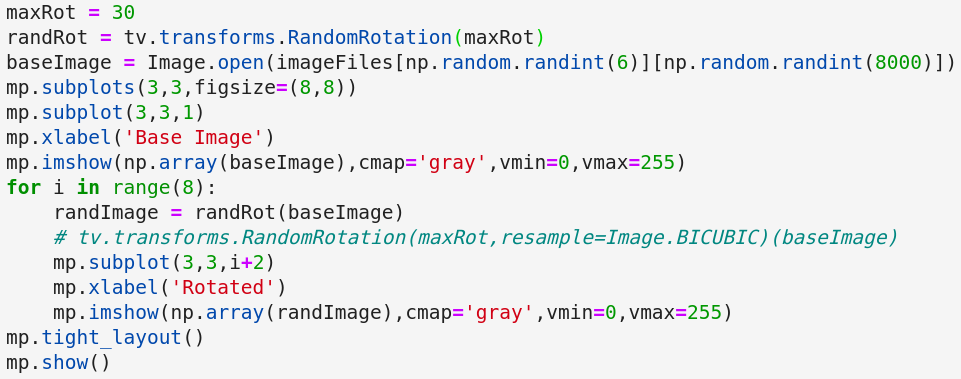 maxRot = 30
randRot = tv.transforms.RandomRotation(maxRot)
baseImage = Image.open(imageFiles[np.random.randint(6)][np.random.randint(8000)])
mp.subplots(3,3,figsize=(8,8))
mp.subplot(3,3,1)
mp.xlabel('Base Image')
mp.imshow(np.array(baseImage),cmap='gray',vmin=0,vmax=255)
for i in range(8):
    randImage = randRot(baseImage)
    # tv.transforms.RandomRotation(maxRot,resample=Image.BICUBIC)(baseImage)
    mp.subplot(3,3,i+2)
    mp.xlabel('Rotated')
    mp.imshow(np.array(randImage),cmap='gray',vmin=0,vmax=255)
mp.tight_layout()
mp.show()